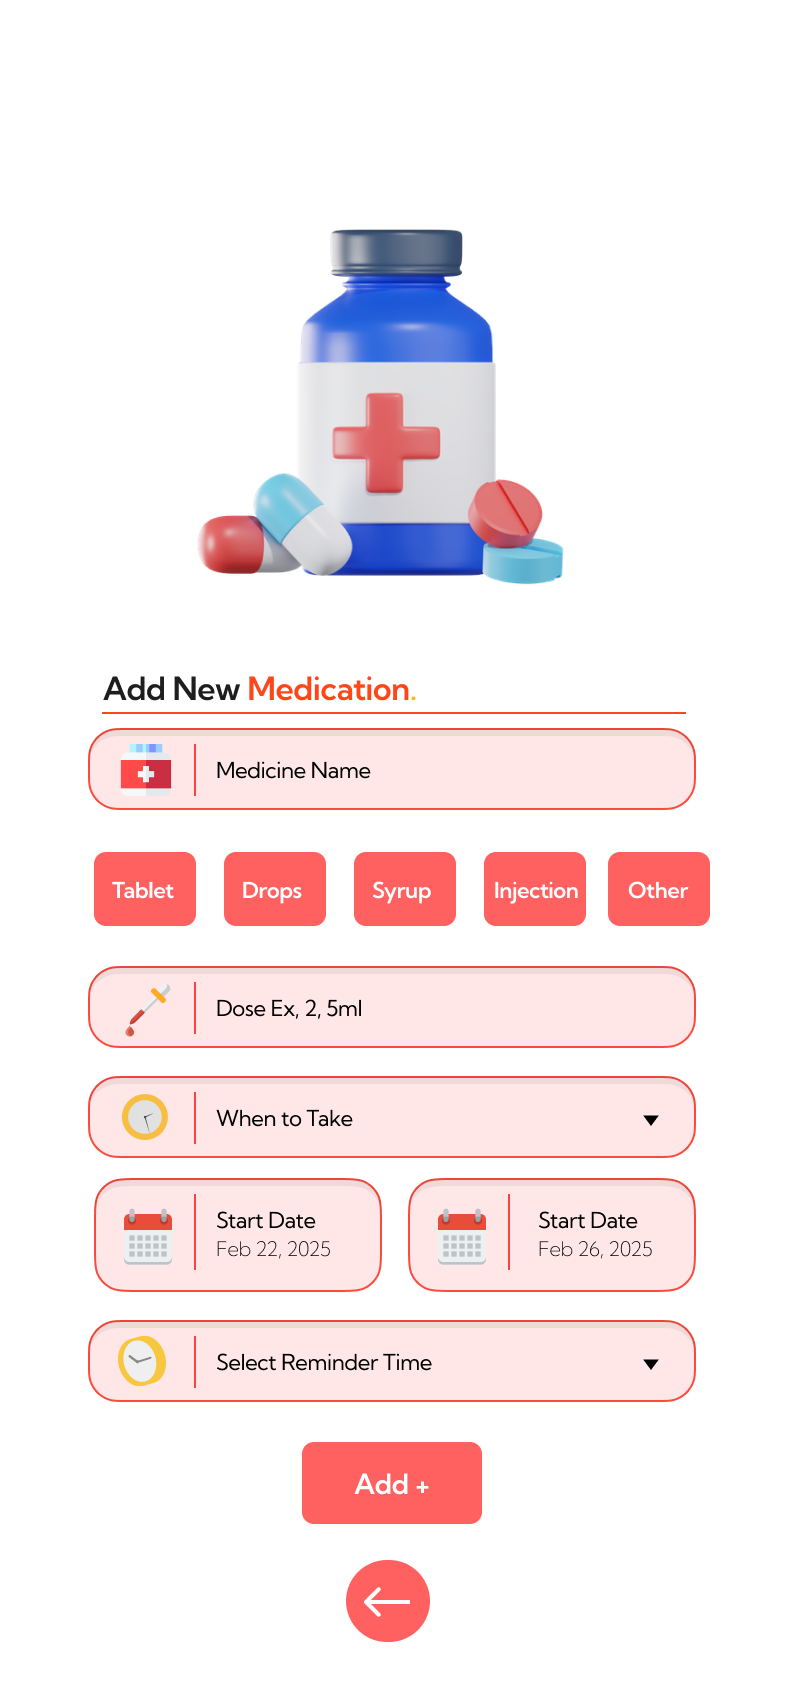 Add New Medication.
Medicine Name
Tablet Drops Syrup Injection Other
Dose Ex, 2, 5ml
When to Take
Start Date Start Date
Feb 22, 2025 Feb 26, 2025
Select Reminder Time
Add +